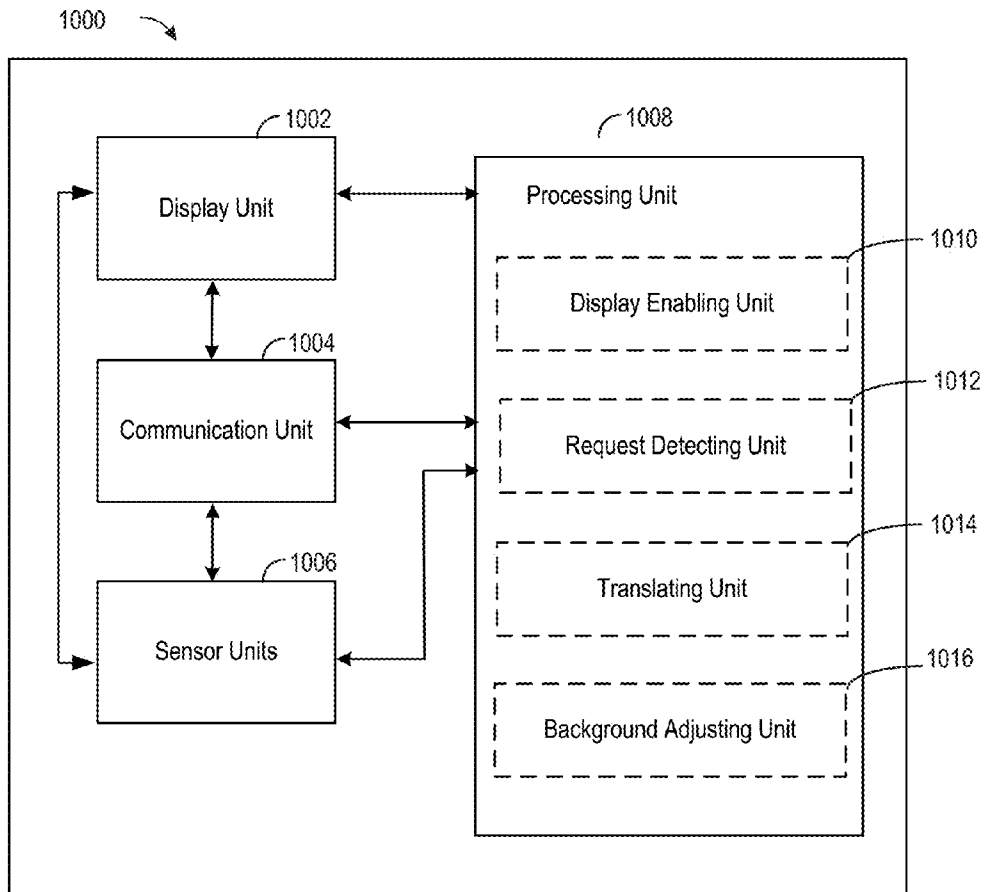 1000
1002
Display Unit
1004
Communication Unit
1006
Sensor Units
1008
Processing Unit
1010
Display Enabling Unit
1012
Request Detecting Unit
1014
Translating Unit
1016
Background Adjusting Unit